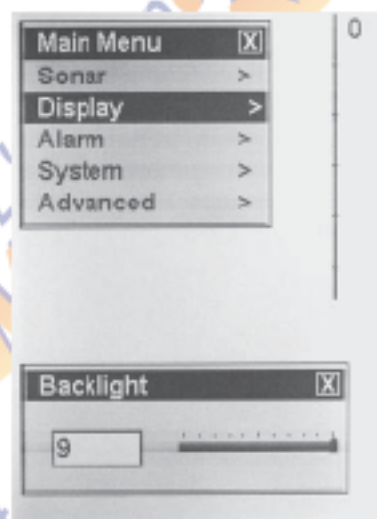 Main Menu X
0
Sonar >
Display >
Alarm >
System >
Advanced >
Backlight X
9